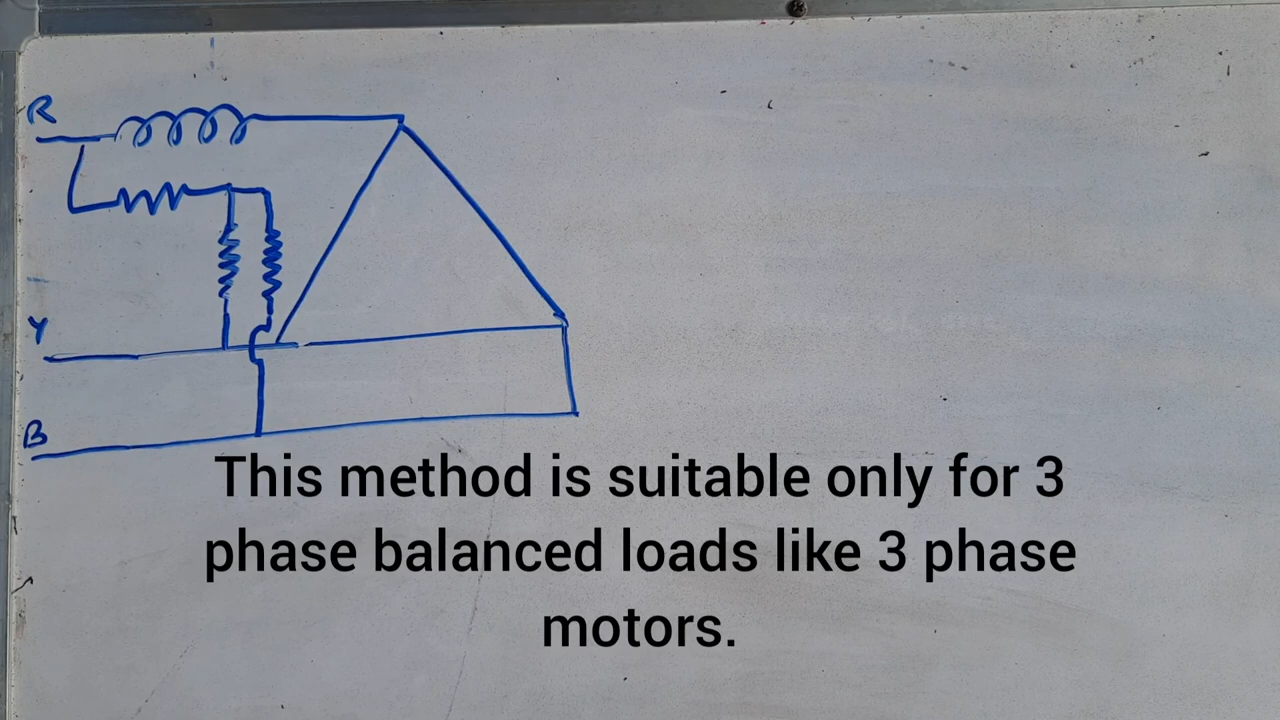 R
Y
B
This method is suitable only for 3
phase balanced loads like 3 phase
motors.